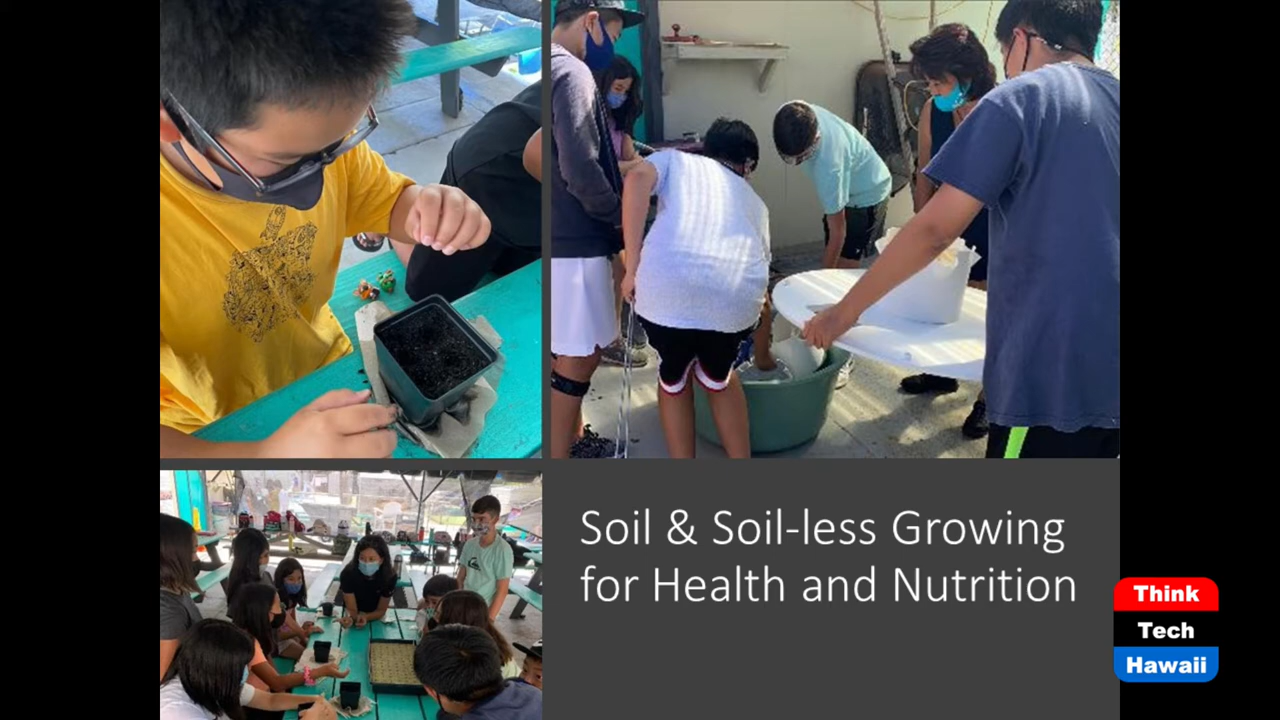 Soil & Soil-less Growing
for Health and Nutrition
Think
Tech
Hawaii